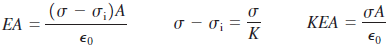 EA = (σ − σi)A / ϵ0    σ − σi = σ / K    KEA = σA / ϵ0